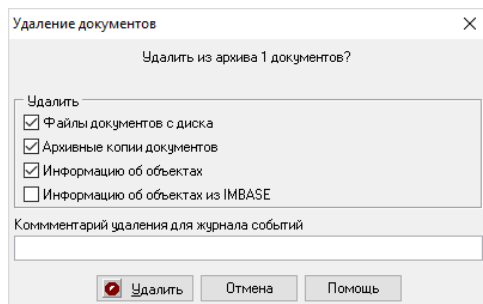 Удаление документов
Удалить из архива 1 документов?
Удалить
Файлы документов с диска
Архивные копии документов
Информацию об объектах
Информацию об объектах из IMBASE
Коммментарий удаления для журнала событий
Удалить Отмена Помощь